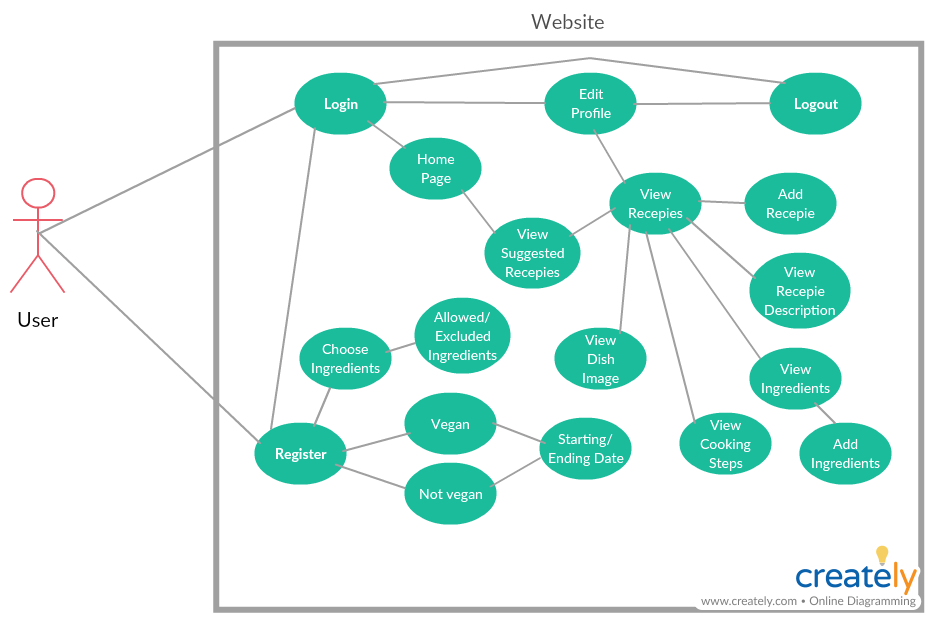 Website
Login
Edit
Profile
Logout
Home
Page
View
Recepies
Add
Recepie
View
Suggested
Recepies
View
Recepie
Description
User
Allowed/
Excluded
Ingredients
Choose
Ingredients
View
Dish
Image
View
Ingredients
Vegan
Starting/
Ending Date
View
Cooking
Steps
Add
Ingredients
Register
Not vegan
creately
www.creately.com • Online Diagramming